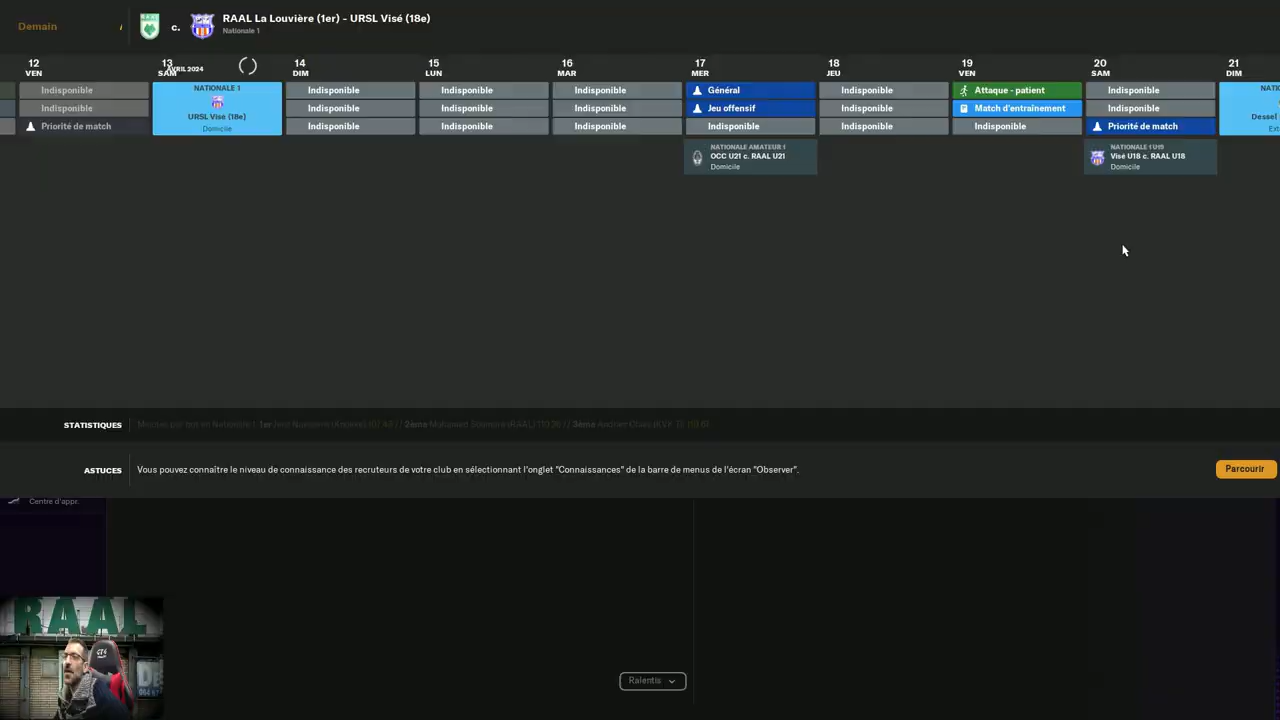 Demain
RAAL La Louvière (1er) - URSL Visé (18e)
c.
Nationale 1
12 VEN
13 SAM
AVRIL 2024
14 DIM
15 LUN
16 MAR
17 MER
18 JEU
19 VEN
20 SAM
21 DIM
Indisponible
NATIONALE 1
Indisponible
Indisponible
Indisponible
Général
Indisponible
Attaque - patient
Indisponible
Indisponible
URSL Visé (18e)
Indisponible
Indisponible
Indisponible
Jeu offensif
Indisponible
Match d'entraînement
Indisponible
Dessel
Priorité de match
Domicile
Indisponible
Indisponible
Indisponible
Indisponible
Indisponible
Indisponible
Priorité de match
NATIONALE AMATEUR 1
OCC U21 c. RAAL U21
Domicile
NATIONALE 1 U19
Visé U18 c. RAAL U18
Domicile
STATISTIQUES
ASTUCES
Vous pouvez connaître le niveau de connaissance des recruteurs de votre club en sélectionnant l'onglet "Connaissances" de la barre de menus de l'écran "Observer".
Parcourir
Centre d'appr.
RAAL
Ralentis